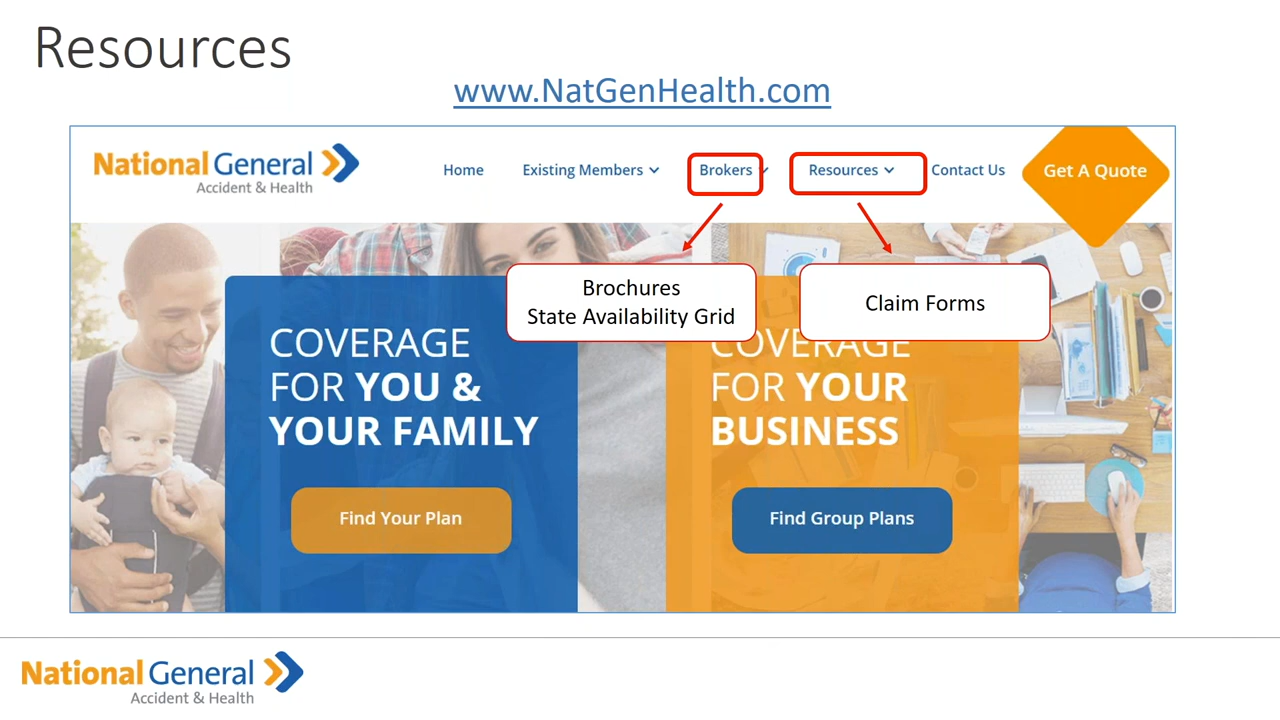 Resources
www.NatGenHealth.com
National General
Accident & Health
Home
Existing Members
Brokers
Resources
Contact Us
Get A Quote
Brochures
State Availability Grid
Claim Forms
COVERAGE
FOR YOU &
YOUR FAMILY
Find Your Plan
COVERAGE
FOR YOUR
BUSINESS
Find Group Plans
National General
Accident & Health